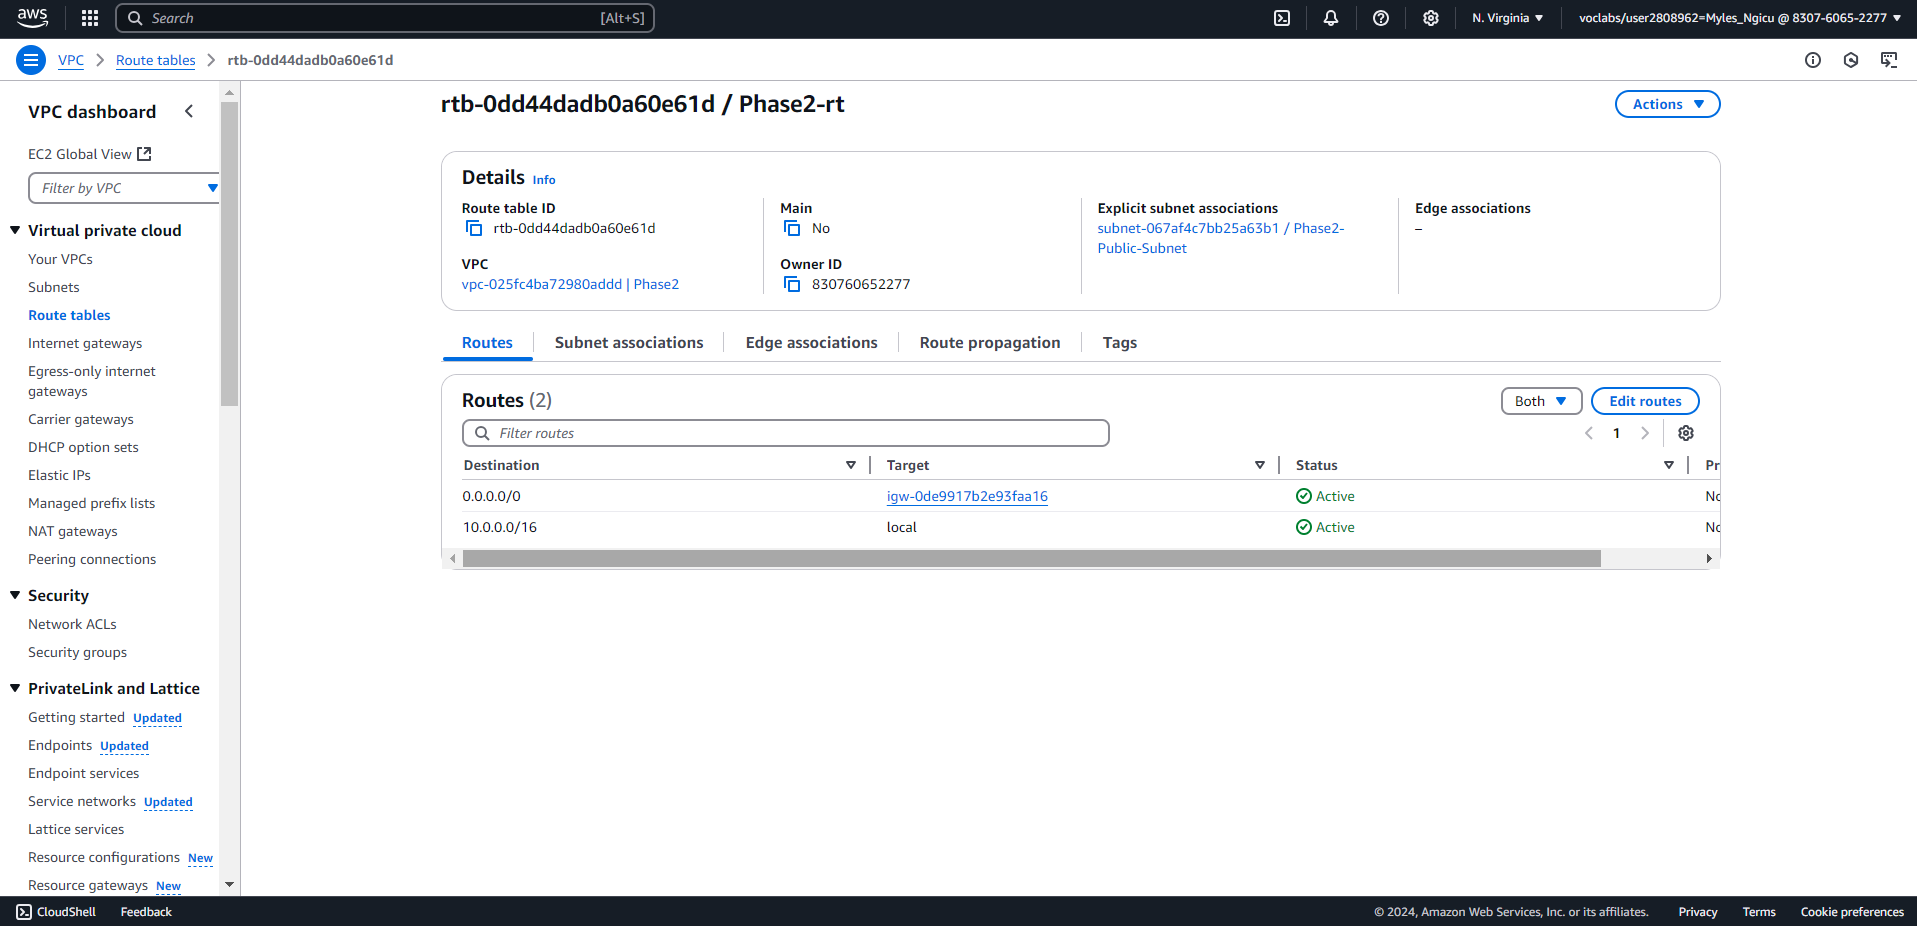 aws
Search [Alt+S]
N. Virginia
voclabs/user2808962=Myles_Ngicu @ 8307-6065-2277
VPC
Route tables
rtb-0dd44dadb0a60e61d
VPC dashboard
EC2 Global View
Filter by VPC
Virtual private cloud
Your VPCs
Subnets
Route tables
Internet gateways
Egress-only internet
gateways
Carrier gateways
DHCP option sets
Elastic IPs
Managed prefix lists
NAT gateways
Peering connections
Security
Network ACLs
Security groups
PrivateLink and Lattice
Getting started Updated
Endpoints Updated
Endpoint services
Service networks Updated
Lattice services
Resource configurations New
Resource gateways New
rtb-0dd44dadb0a60e61d / Phase2-rt
Actions
Details Info
Route table ID
rtb-0dd44dadb0a60e61d
VPC
vpc-025fc4ba72980addd | Phase2
Main
No
Owner ID
830760652277
Explicit subnet associations
subnet-067af4c7bb25a63b1 / Phase2-
Public-Subnet
Edge associations
–
Routes
Subnet associations
Edge associations
Route propagation
Tags
Routes (2)
Both
Edit routes
Filter routes
1
Destination Target Status Pr
0.0.0.0/0 igw-0de9917b2e93faa16 Active No
10.0.0.0/16 local Active No
CloudShell
Feedback
© 2024, Amazon Web Services, Inc. or its affiliates.
Privacy
Terms
Cookie preferences